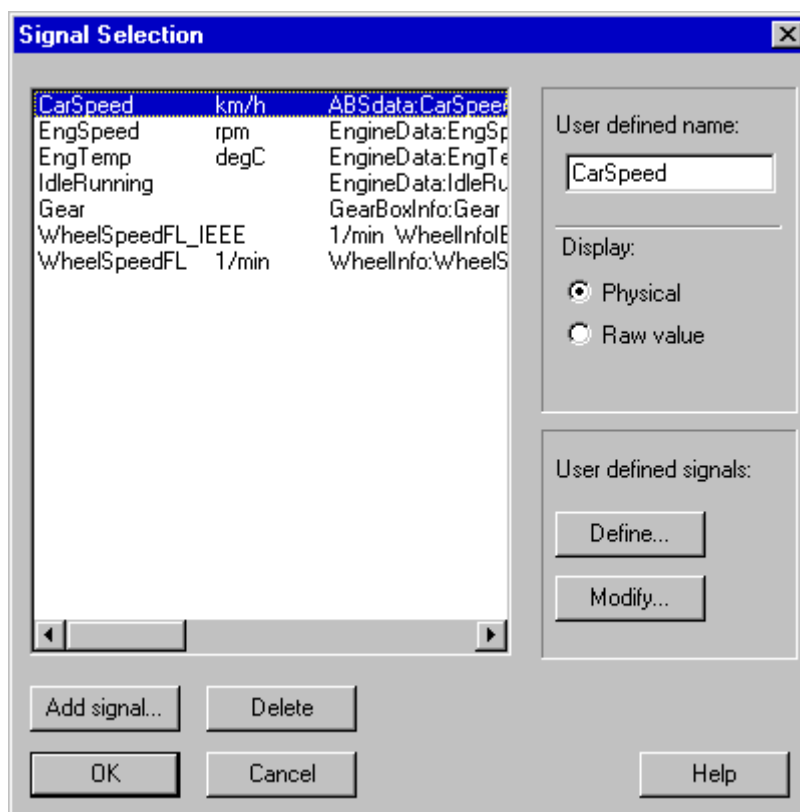 Signal Selection
CarSpeed km/h ABSdata:CarSpeed
EngSpeed rpm EngineData:EngSp
EngTemp degC EngineData:EngTe
IdleRunning EngineData:IdleRu
Gear GearBoxInfo:Gear
WheelSpeedFL_IEEE 1/min WheelInfoIE
WheelSpeedFL 1/min WheelInfo:WheelS
User defined name:
CarSpeed
Display:
Physical
Raw value
User defined signals:
Define...
Modify...
Add signal... Delete
OK Cancel Help